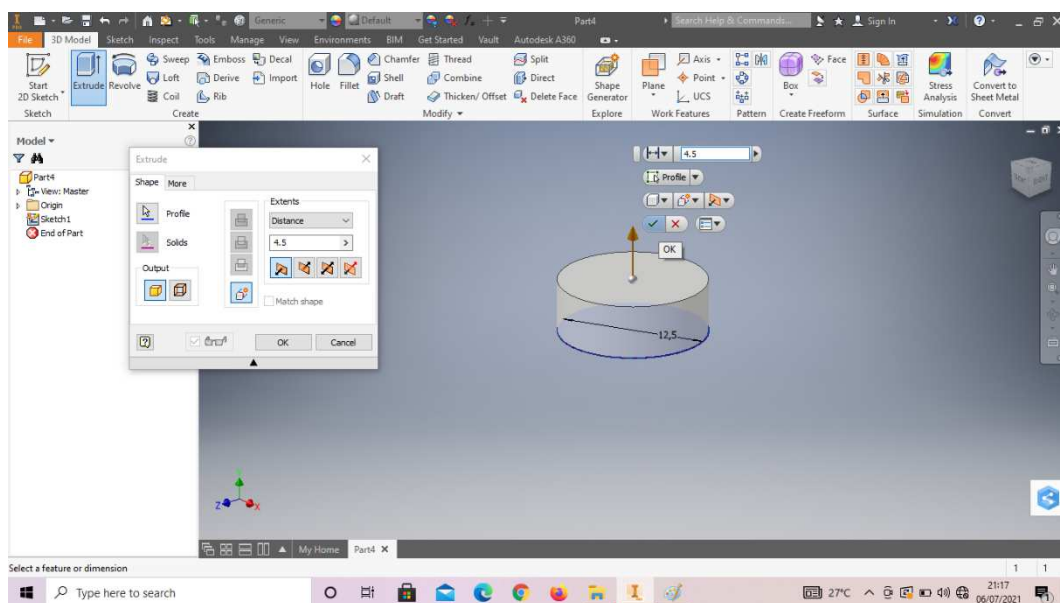 Generic Default Part4 Search Help & Commands... Sign In
File 3D Model Sketch Inspect Tools Manage View Environments BIM Get Started Vault Autodesk A360
Start 2D Sketch
Extrude Revolve
Sweep Emboss Decal
Loft Derive Import
Coil Rib
Hole Fillet
Chamfer Thread
Shell Combine
Draft Thicken/ Offset
Split
Direct
Delete Face
Shape Generator
Plane
Axis
Point
UCS
Box
Face
Stress Analysis
Convert to Sheet Metal
Sketch Create Modify Explore Work Features Pattern Create Freeform Surface Simulation Convert
Model
Part4
View: Master
Origin
Sketch1
End of Part
Extrude
Shape More
Profile
Solids
Output
Extents
Distance
4.5
Match shape
OK Cancel
4.5
Profile
OK
12,5
Y
Z X
My Home Part4
Select a feature or dimension 1 1
Type here to search 27°C 21:17
06/07/2021